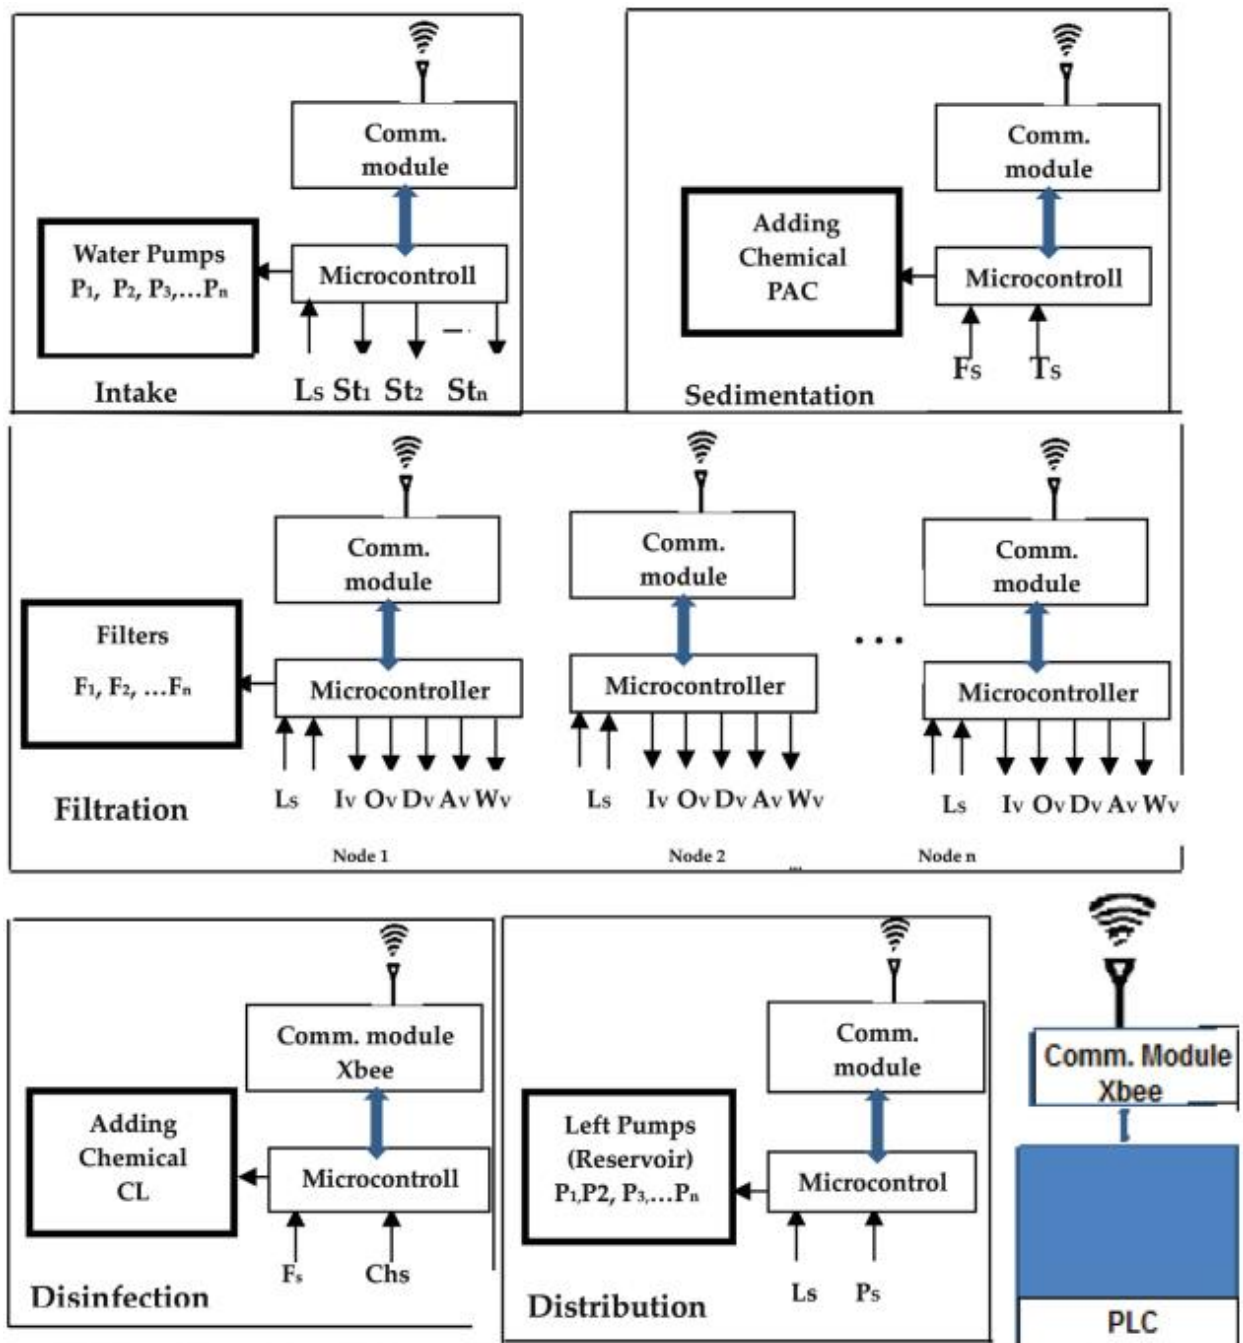 Comm.
module
Water Pumps
P₁, P₂, P₃,…Pₙ
Microcontroll
Intake
Ls St₁ St₂ Stₙ
Comm.
module
Adding
Chemical
PAC
Microcontroll
Fs Ts
Sedimentation
Comm.
module
Filters
F₁, F₂, …Fₙ
Microcontroller
Ls Iv Ov Dv Av Wv
Filtration
Node 1
Comm.
module
Microcontroller
Ls Iv Ov Dv Av Wv
Node 2
...
• • •
Comm.
module
Microcontroller
Ls Iv Ov Dv Av Wv
Node n
Comm. module
Xbee
Adding
Chemical
CL
Microcontroll
Fs Chs
Disinfection
Comm.
module
Left Pumps
(Reservoir)
P₁,P2, P₃,…Pₙ
Microcontrol
Ls Ps
Distribution
Comm. Module
Xbee
PLC